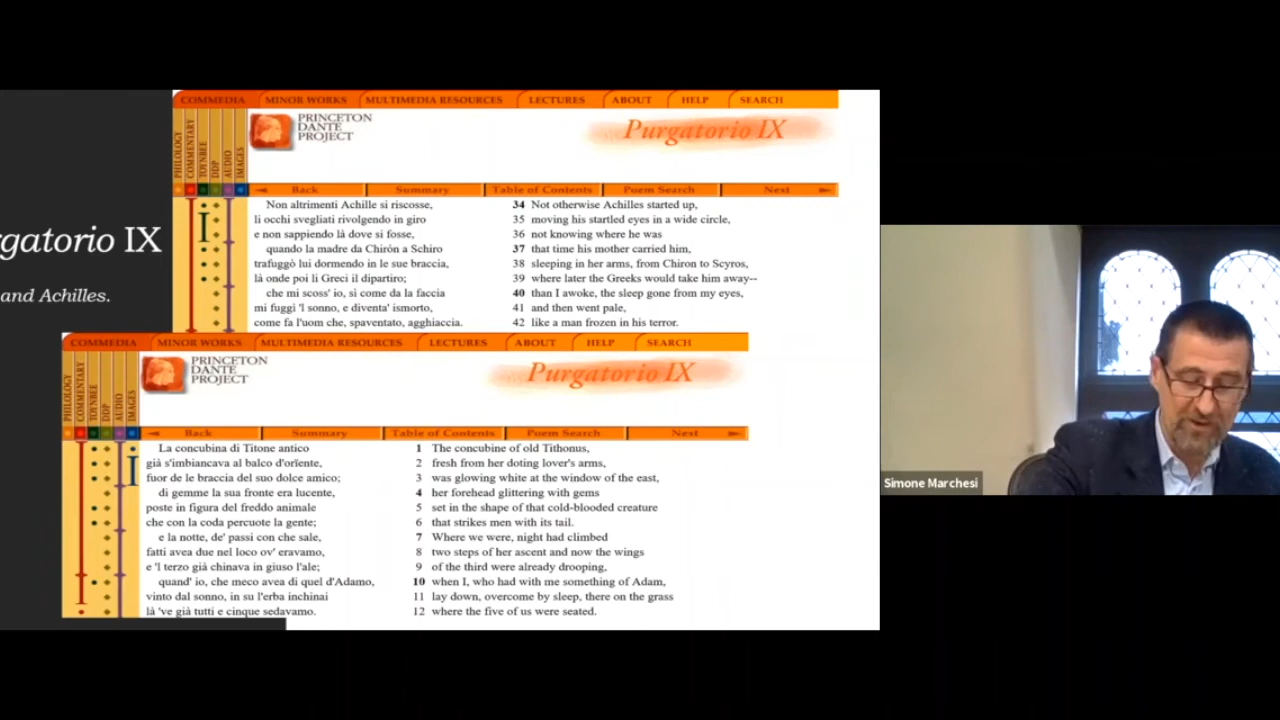 rgatorio IX
and Achilles.
COMMEDIA MINOR WORKS MULTIMEDIA RESOURCES LECTURES ABOUT HELP SEARCH
PHILOLOGY COMMENTARY TOYNBEE DDP AUDIO IMAGES
PRINCETON
DANTE
PROJECT
Purgatorio IX
Back Summary Table of Contents Poem Search Next
Non altrimenti Achille si riscosse, 34 Not otherwise Achilles started up,
li occhi svegliati rivolgendo in giro 35 moving his startled eyes in a wide circle,
e non sappiendo là dove si fosse, 36 not knowing where he was
quando la madre da Chirón a Schiro 37 that time his mother carried him,
trafuggò lui dormendo in le sue braccia, 38 sleeping in her arms, from Chiron to Scyros,
là onde poi li Greci il dipartiro; 39 where later the Greeks would take him away--
che mi scoss' io, sì come da la faccia 40 than I awoke, the sleep gone from my eyes,
mi fuggì 'l sonno, e diventa' ismorto, 41 and then went pale,
come fa l'uom che, spaventato, agghiaccia. 42 like a man frozen in his terror.
COMMEDIA MINOR WORKS MULTIMEDIA RESOURCES LECTURES ABOUT HELP SEARCH
PHILOLOGY COMMENTARY TOYNBEE DDP AUDIO IMAGES
PRINCETON
DANTE
PROJECT
Purgatorio IX
Back Summary Table of Contents Poem Search Next
La concubina di Titone antico 1 The concubine of old Tithonus,
già s'imbiancava al balco d'orïente, 2 fresh from her doting lover's arms,
fuor de le braccia del suo dolce amico; 3 was glowing white at the window of the east,
di gemme la sua fronte era lucente, 4 her forehead glittering with gems
poste in figura del freddo animale 5 set in the shape of that cold-blooded creature
che con la coda percuote la gente; 6 that strikes men with its tail.
e la notte, de' passi con che sale, 7 Where we were, night had climbed
fatti avea due nel loco ov' eravamo, 8 two steps of her ascent and now the wings
e 'l terzo già chinava in giuso l'ale; 9 of the third were already drooping,
quand' io, che meco avea di quel d'Adamo, 10 when I, who had with me something of Adam,
vinto dal sonno, in su l'erba inchinai 11 lay down, overcome by sleep, there on the grass
là 've già tutti e cinque sedavamo. 12 where the five of us were seated.
Simone Marchesi